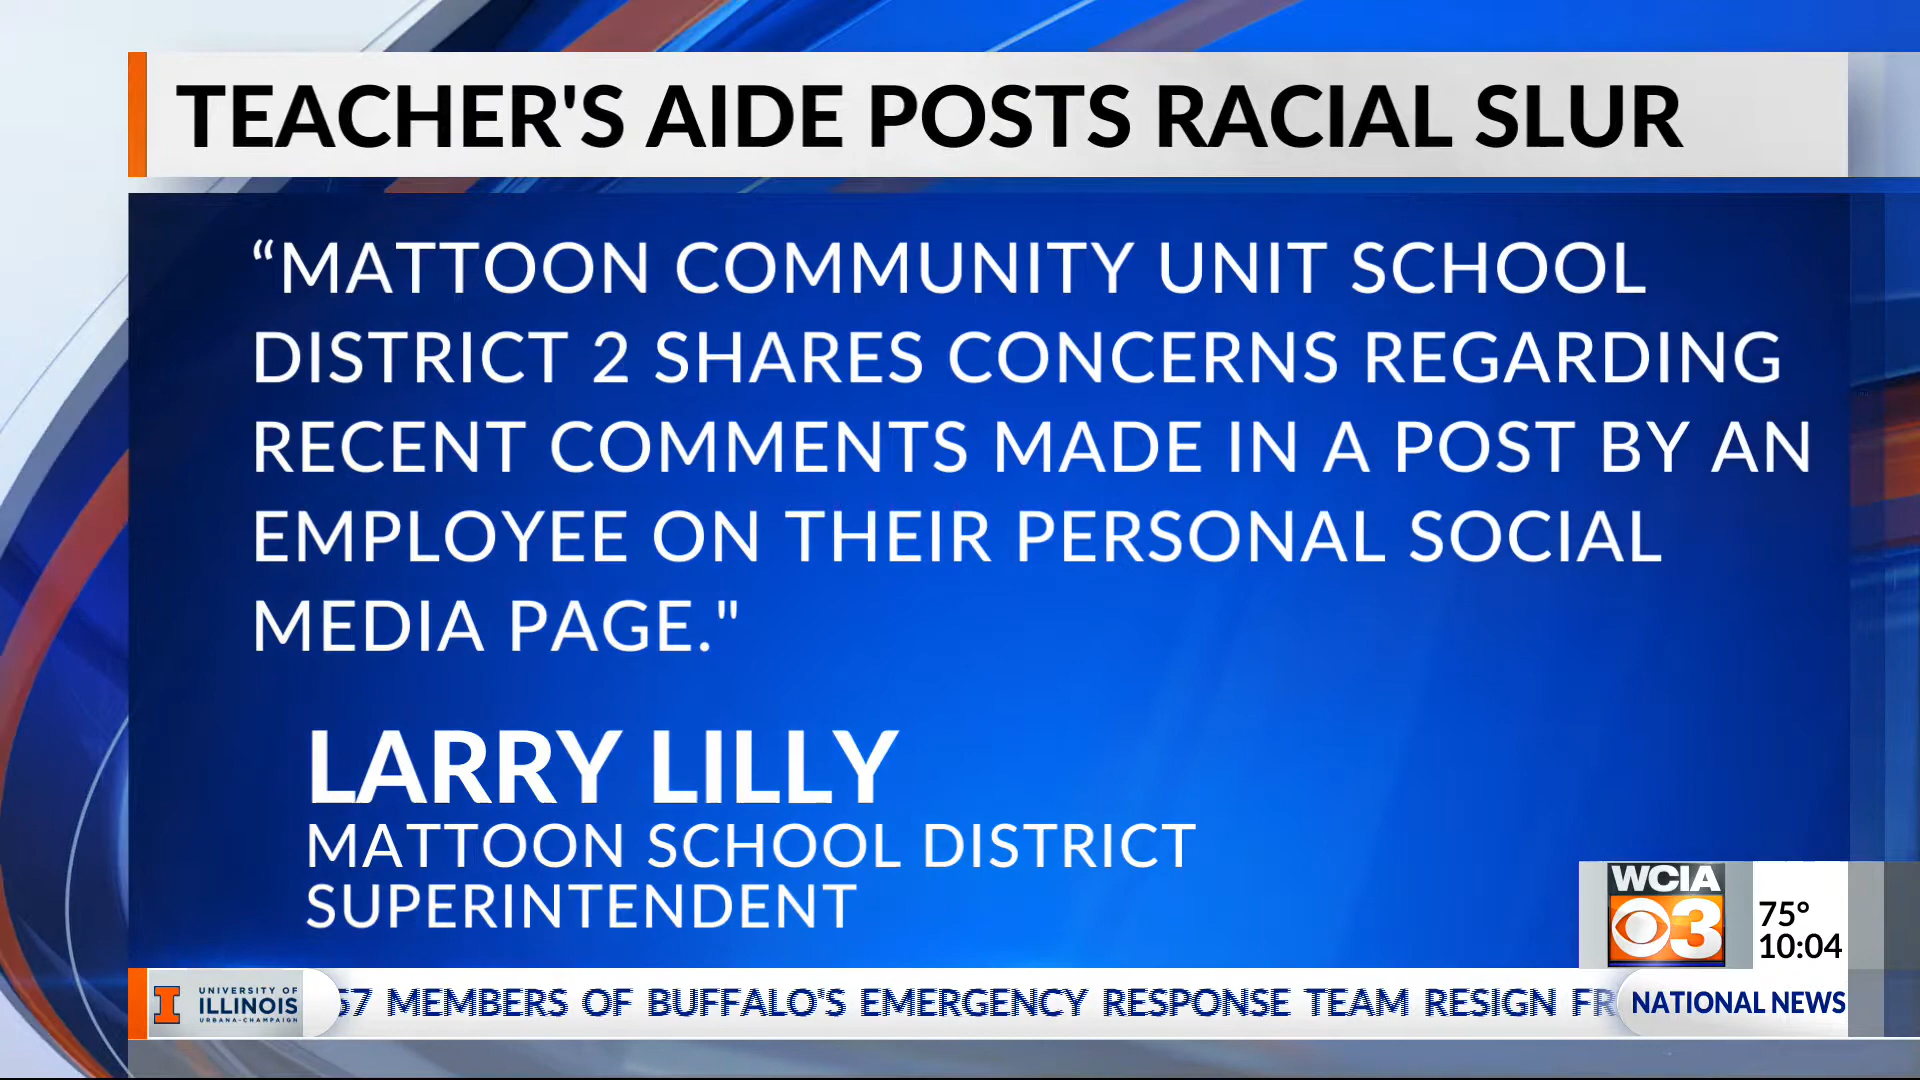 TEACHER'S AIDE POSTS RACIAL SLUR
“MATTOON COMMUNITY UNIT SCHOOL
DISTRICT 2 SHARES CONCERNS REGARDING
RECENT COMMENTS MADE IN A POST BY AN
EMPLOYEE ON THEIR PERSONAL SOCIAL
MEDIA PAGE."
LARRY LILLY
MATTOON SCHOOL DISTRICT
SUPERINTENDENT
WCIA
3
75°
10:04
UNIVERSITY OF
ILLINOIS
URBANA-CHAMPAIGN
57 MEMBERS OF BUFFALO'S EMERGENCY RESPONSE TEAM RESIGN FR
NATIONAL NEWS